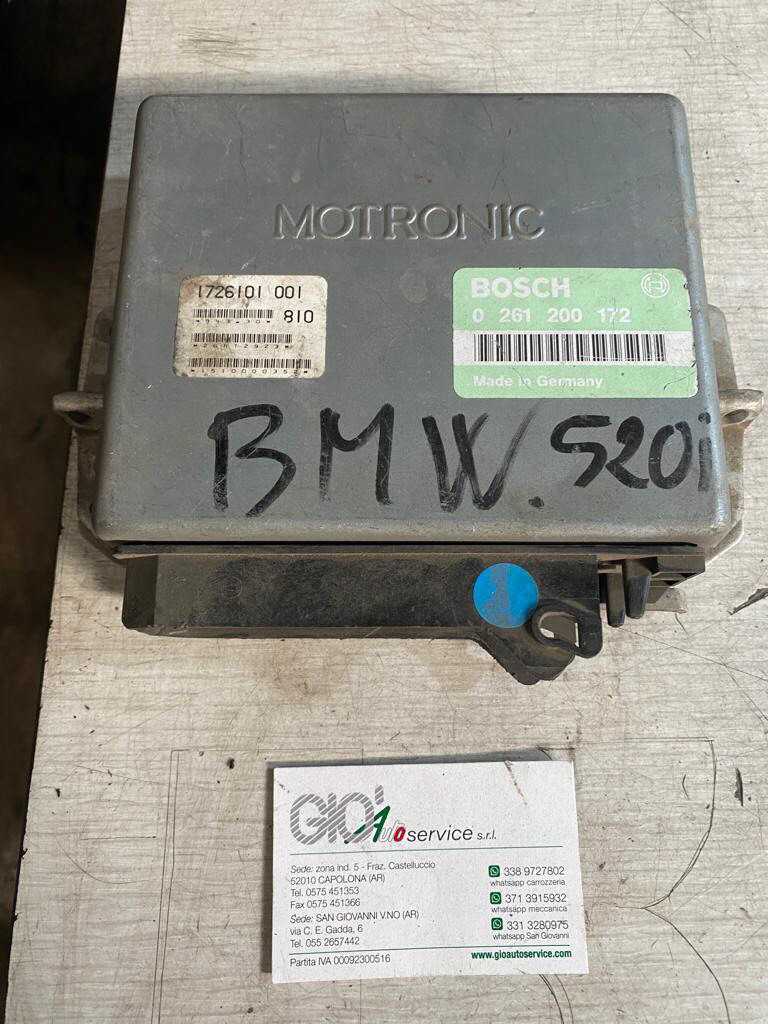 MOTRONIC
1726101 001
810
BOSCH
0 261 200 172
Made in Germany
BMW. 520i
GIO' Auto service s.r.l.
Sede: zona ind. 5 - Fraz. Castelluccio
52010 CAPOLONA (AR)
Tel. 0575 451353
Fax 0575 451366
Sede: SAN GIOVANNI V.NO (AR)
via C. E. Gadda, 6
Tel. 055 2657442
Partita IVA 00092300516
338 9727802
whatsapp carrozzeria
371 3915932
whatsapp meccanica
331 3280975
whatsapp San Giovanni
www.gioautoservice.com